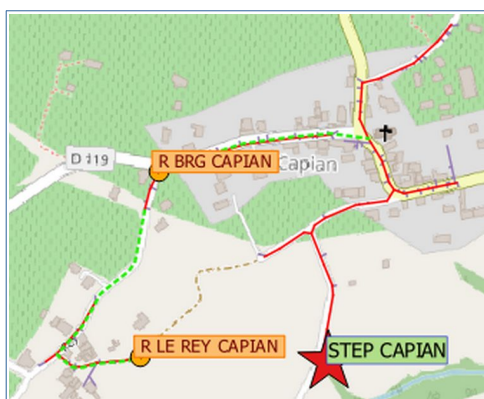 D 119
R BRG CAPIAN
Capian
R LE REY CAPIAN
STEP CAPIAN